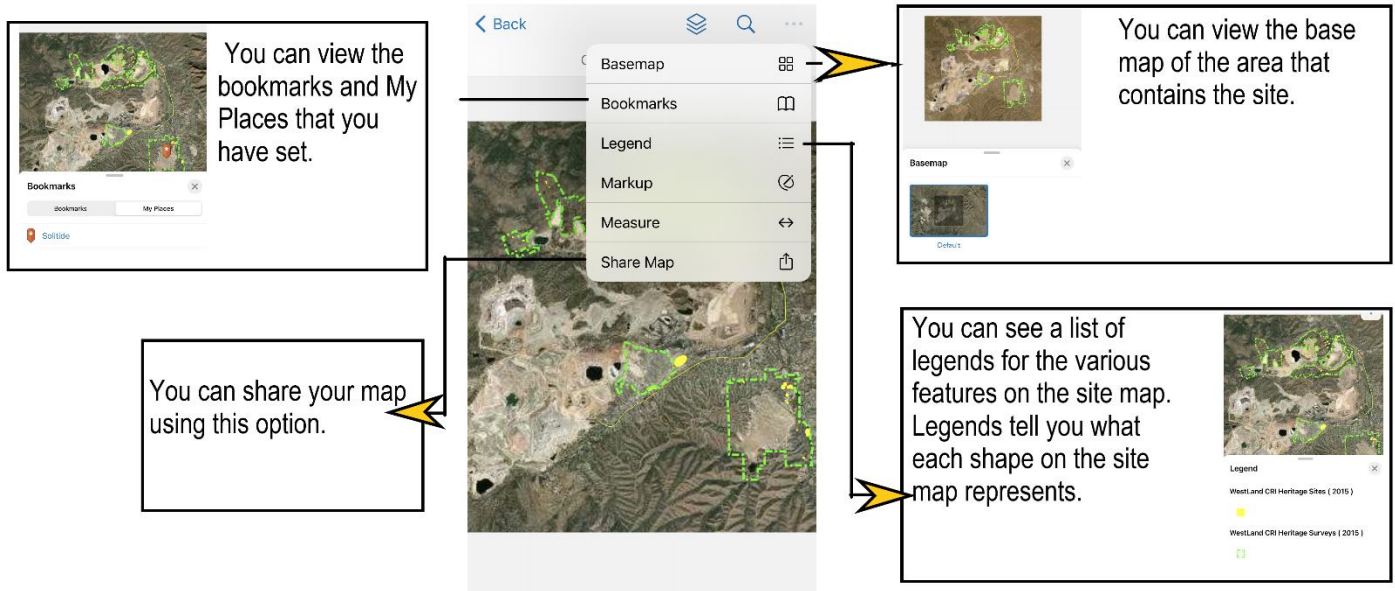 You can view the
bookmarks and My
Places that you
have set.
Bookmarks
Bookmarks
My Places
Solitide
You can share your map
using this option.
Back
Basemap
Bookmarks
Legend
Markup
Measure
Share Map
You can view the base
map of the area that
contains the site.
Basemap
Default
You can see a list of
legends for the various
features on the site map.
Legends tell you what
each shape on the site
map represents.
Legend
WestLand CRI Heritage Sites ( 2015 )
WestLand CRI Heritage Surveys ( 2015 )